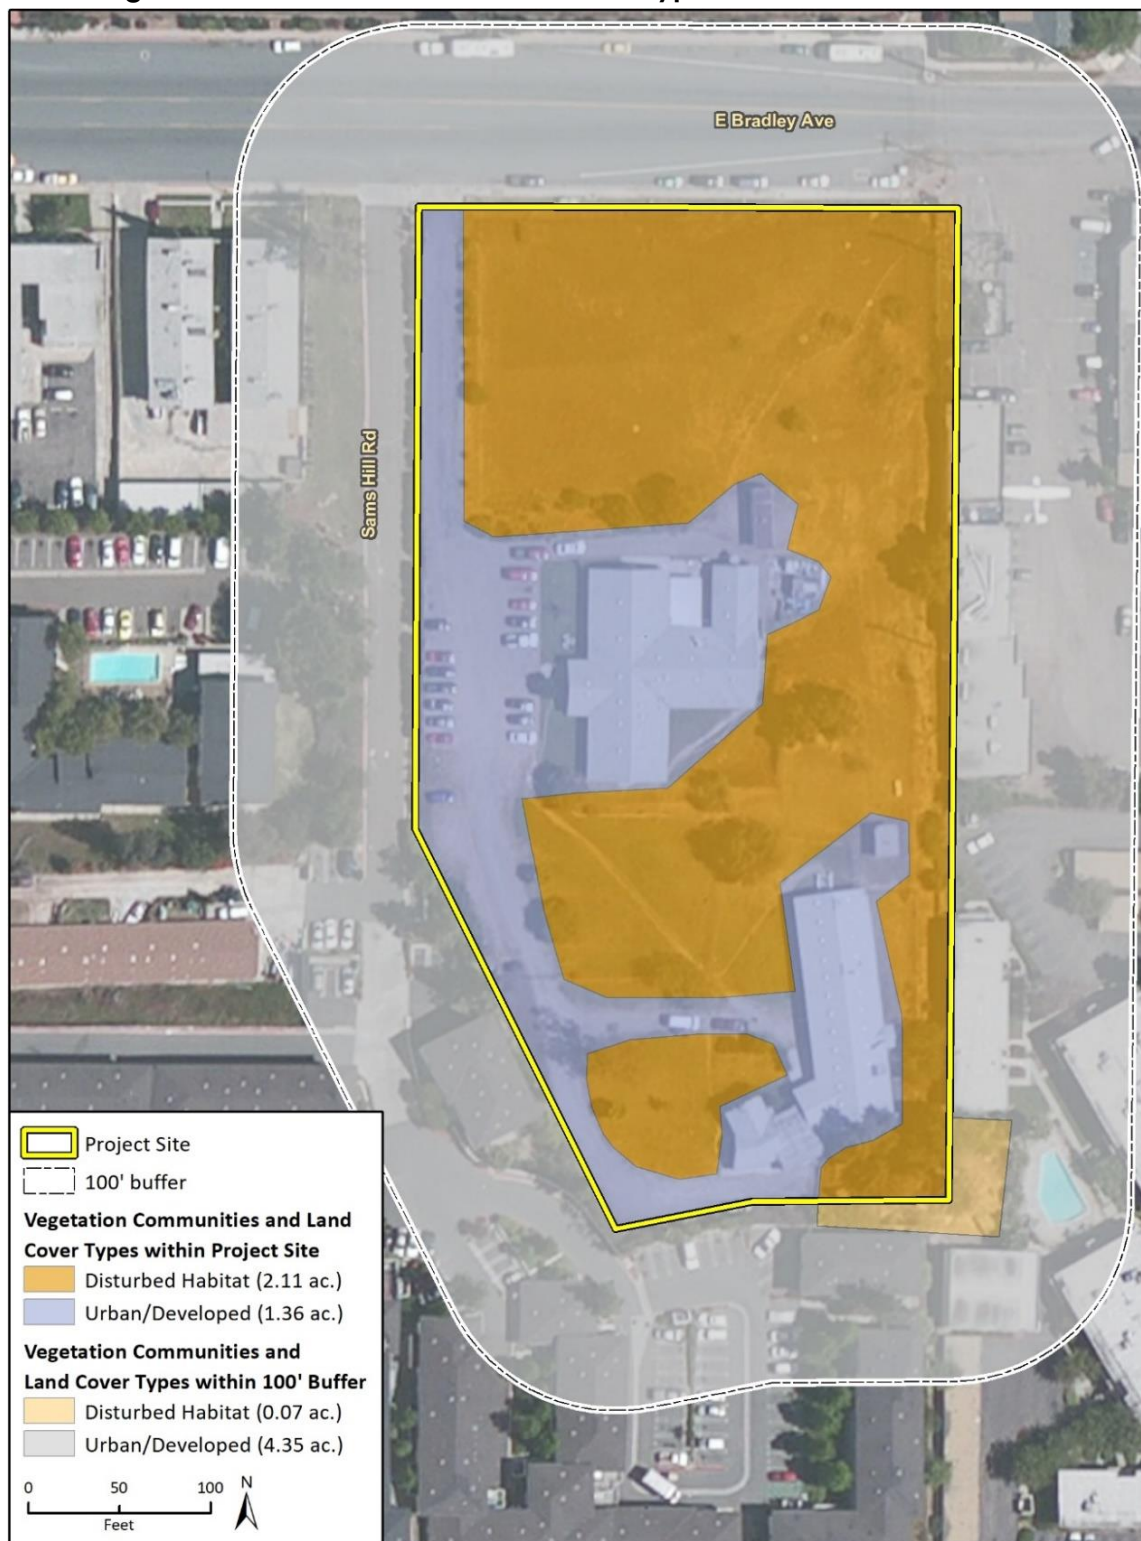 E Bradley Ave
Sams Hill Rd
Project Site
100' buffer
Vegetation Communities and Land
Cover Types within Project Site
Disturbed Habitat (2.11 ac.)
Urban/Developed (1.36 ac.)
Vegetation Communities and
Land Cover Types within 100' Buffer
Disturbed Habitat (0.07 ac.)
Urban/Developed (4.35 ac.)
0 50 100
Feet
N